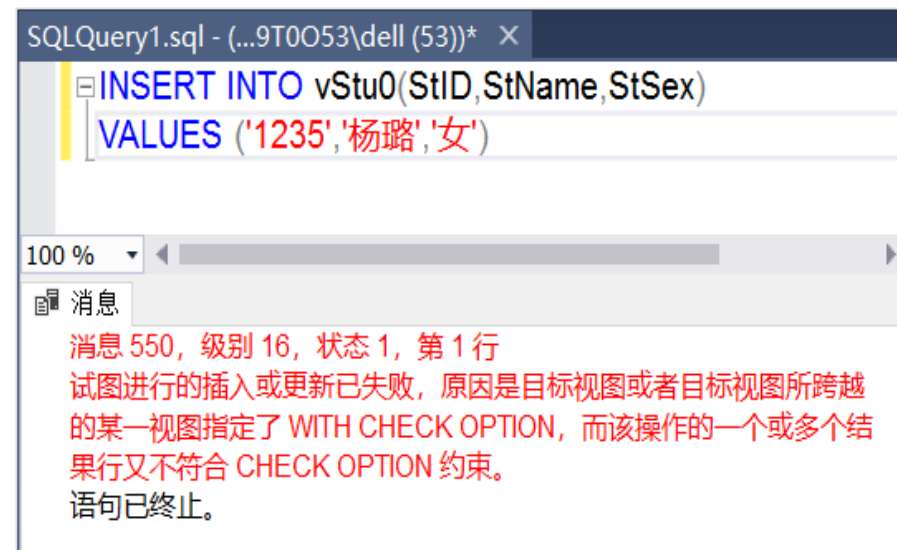 SQLQuery1.sql - (...9T0O53\dell (53))* ×
INSERT INTO vStu0(StID,StName,StSex)
VALUES ('1235','杨璐','女')
100 %
消息
消息 550，级别 16，状态 1，第 1 行
试图进行的插入或更新已失败，原因是目标视图或者目标视图所跨越
的某一视图指定了 WITH CHECK OPTION，而该操作的一个或多个结
果行又不符合 CHECK OPTION 约束。
语句已终止。